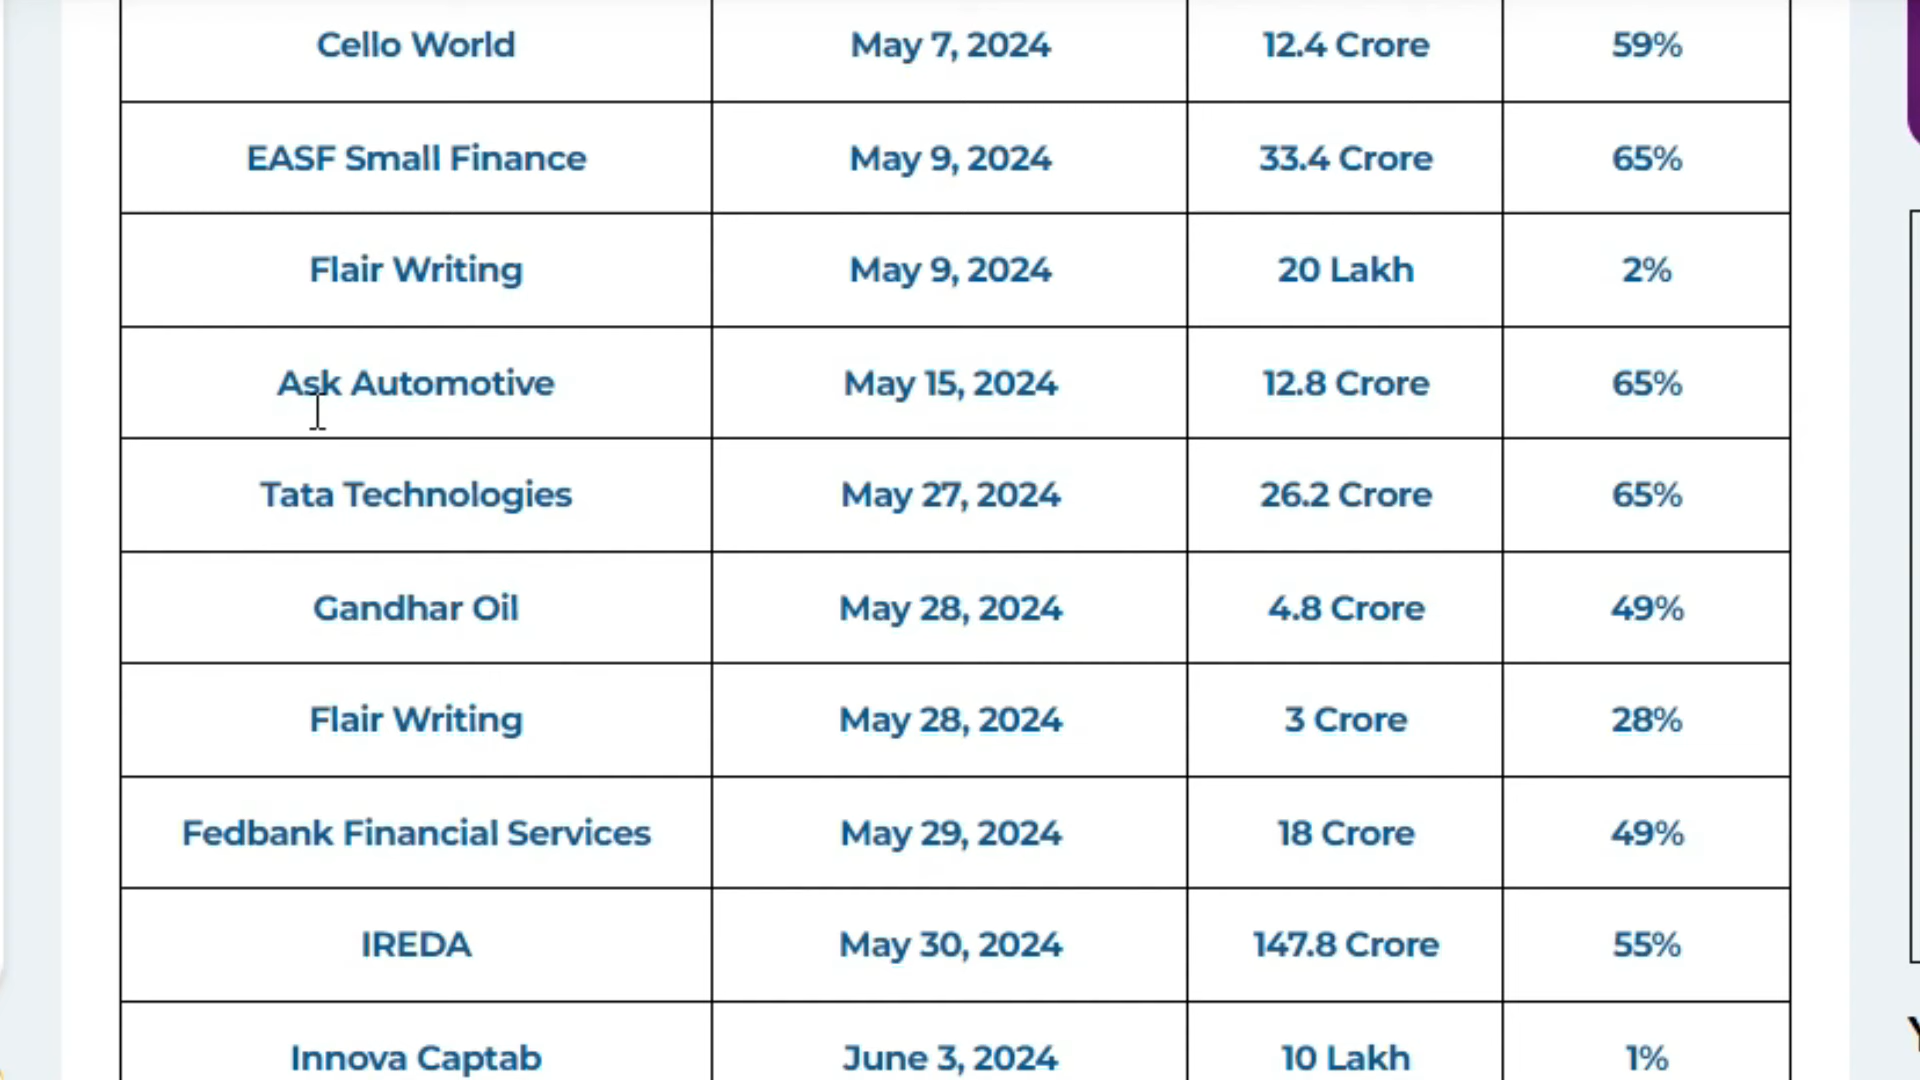 Cello World May 7, 2024 12.4 Crore 59%
EASF Small Finance May 9, 2024 33.4 Crore 65%
Flair Writing May 9, 2024 20 Lakh 2%
Ask Automotive May 15, 2024 12.8 Crore 65%
Tata Technologies May 27, 2024 26.2 Crore 65%
Gandhar Oil May 28, 2024 4.8 Crore 49%
Flair Writing May 28, 2024 3 Crore 28%
Fedbank Financial Services May 29, 2024 18 Crore 49%
IREDA May 30, 2024 147.8 Crore 55%
Innova Captab June 3, 2024 10 Lakh 1%